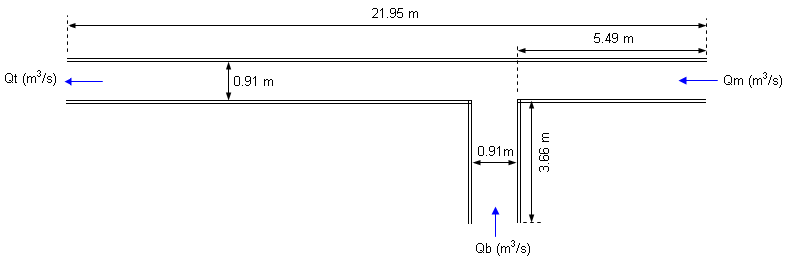 21.95 m
5.49 m
Qt (m³/s)
0.91 m
Qm (m³/s)
0.91m
3.66 m
Qb (m³/s)